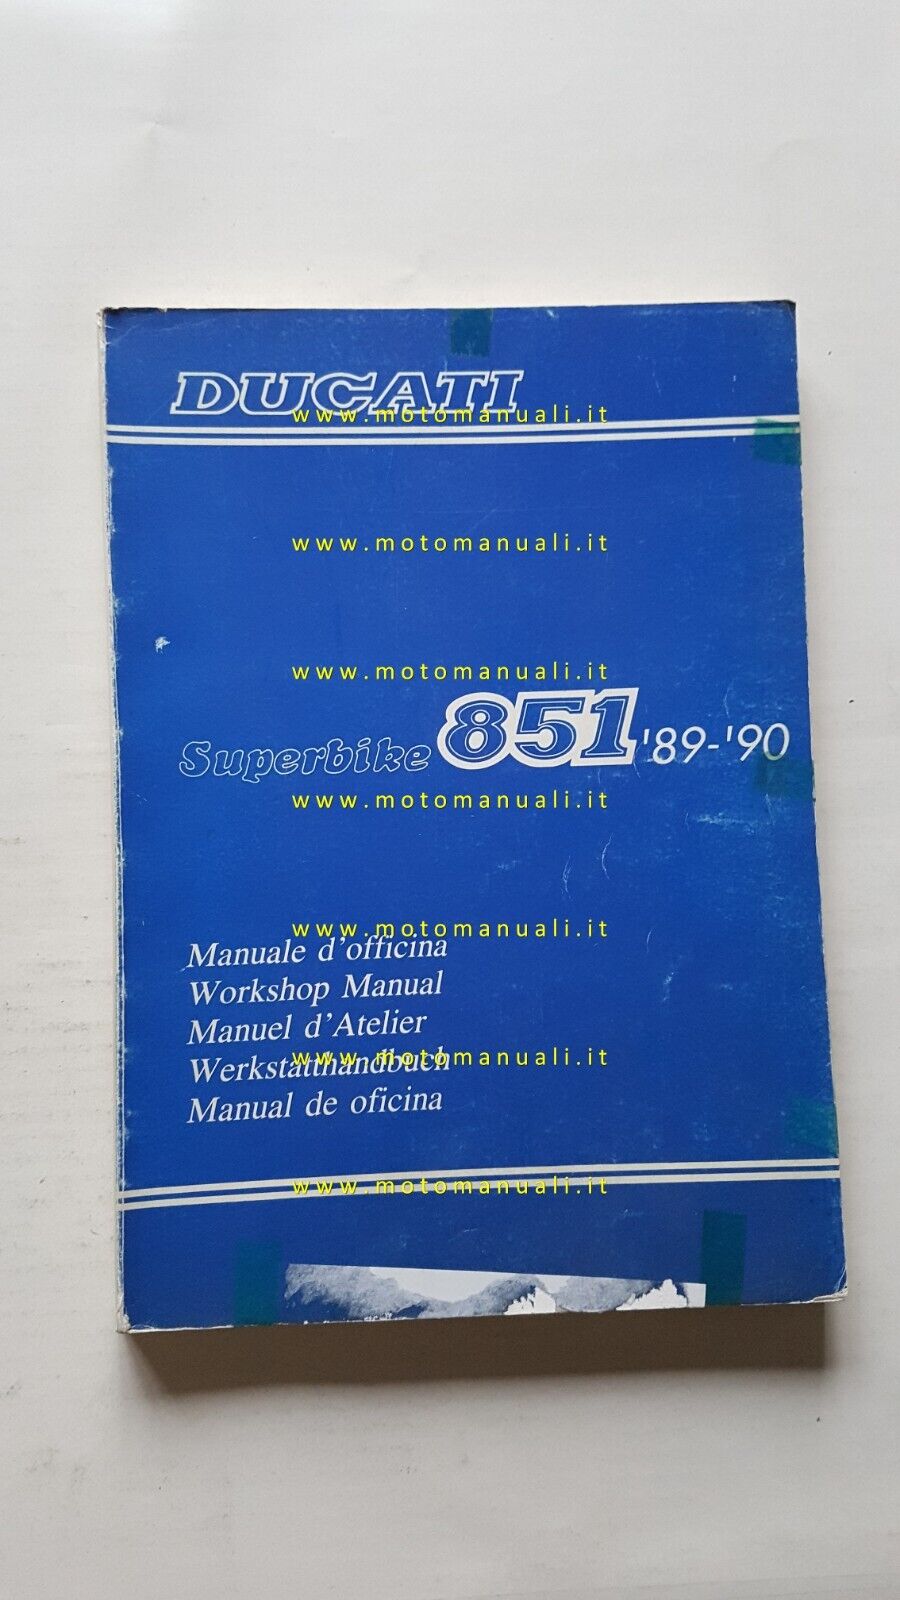 DUCATI
www.motomanuali.it
www.motomanuali.it
www.motomanuali.it
Superbike 851 '89-'90
www.motomanuali.it
www.motomanuali.it
Manuale d'officina
Workshop Manual
Manuel d'Atelier
www.motomanuali.it
Werkstatthandbuch
Manual de oficina
www.motomanuali.it